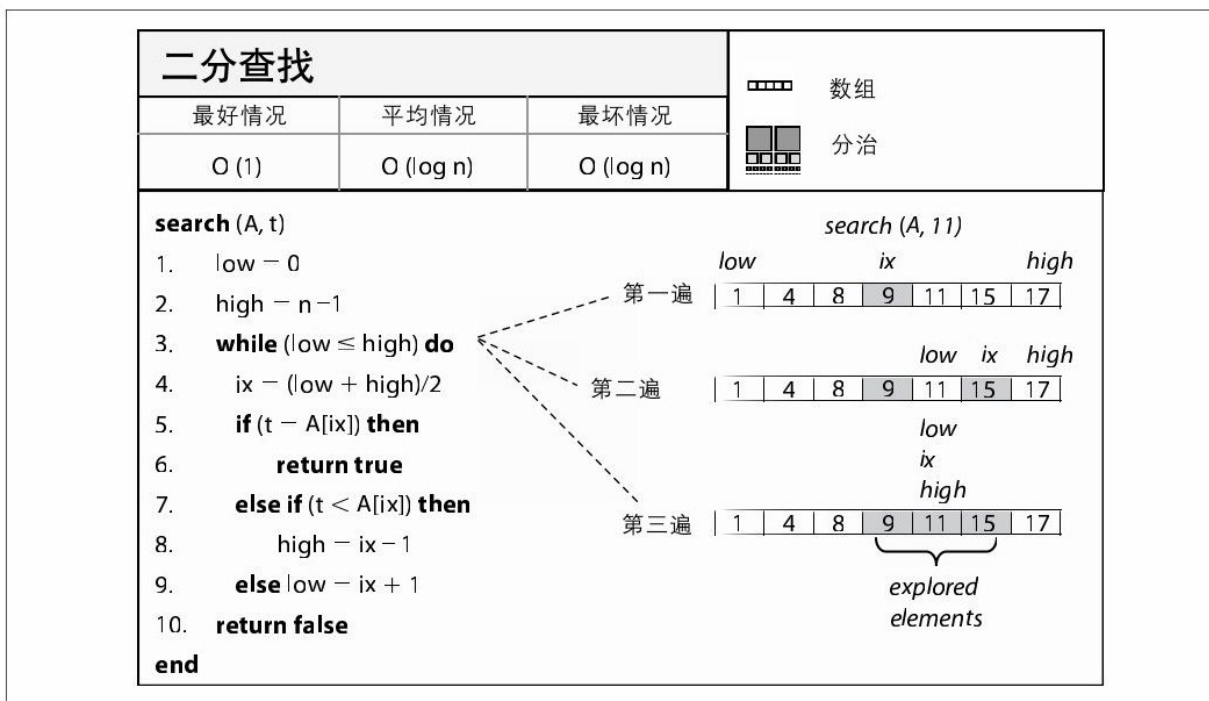 二分查找
最好情况 平均情况 最坏情况
O (1) O (log n) O (log n)
数组
分治
search (A, t)
1. low − 0
2. high − n−1
3. while (low ≤ high) do
4. ix − (low + high)/2
5. if (t − A[ix]) then
6. return true
7. else if (t < A[ix]) then
8. high − ix−1
9. else low − ix + 1
10. return false
end
search (A, 11)
low ix high
第一遍 1 4 8 9 11 15 17
low ix high
第二遍 1 4 8 9 11 15 17
low
ix
high
第三遍 1 4 8 9 11 15 17
explored
elements